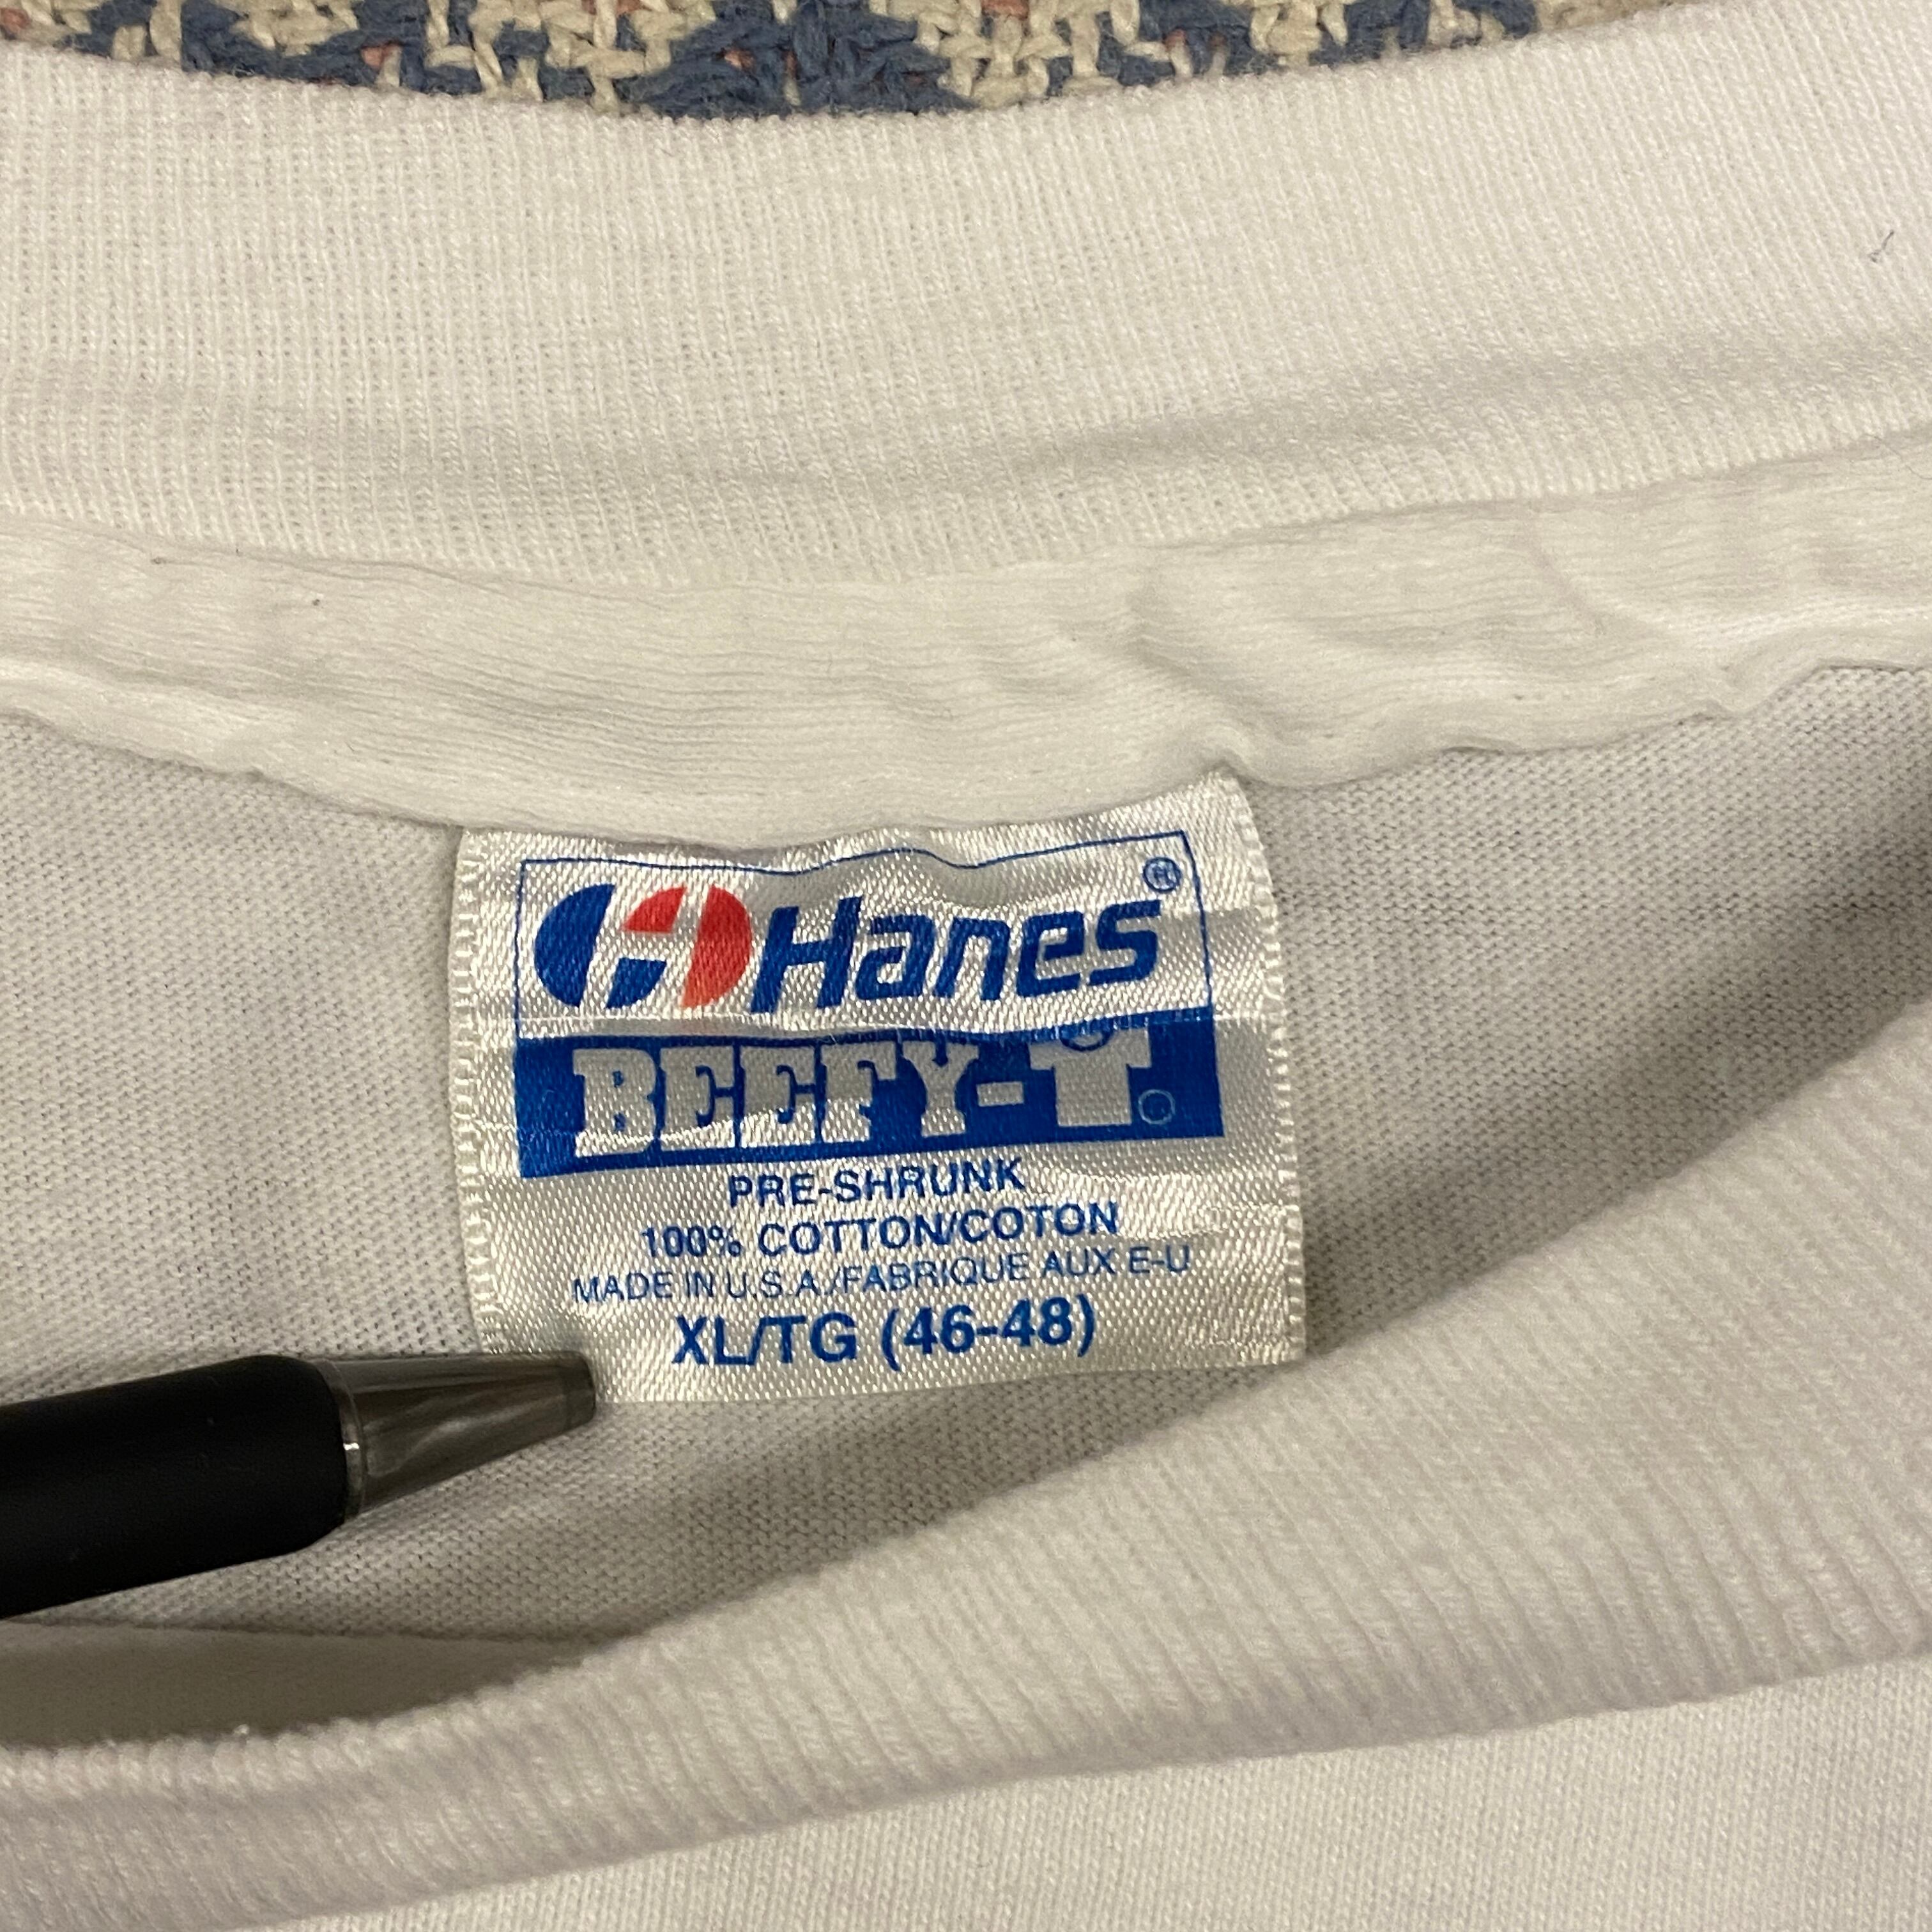 Hanes®
BEEFY-T
PRE-SHRUNK
100% COTTON/COTON
MADE IN U.S.A./FABRIQUE AUX E-U
XL/TG (46-48)